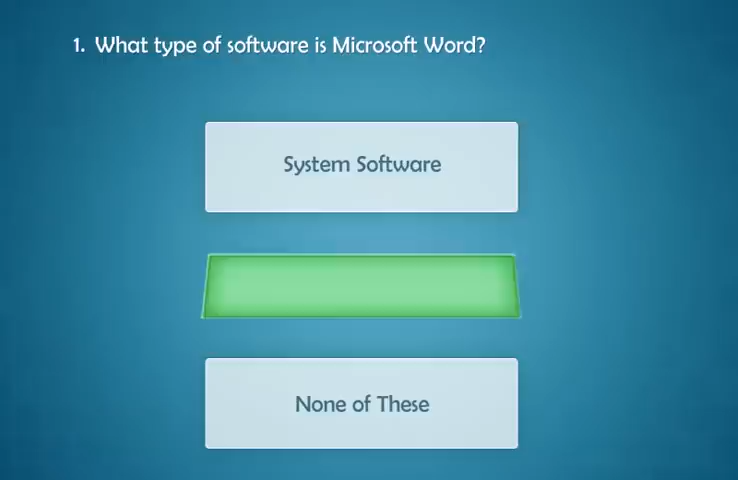 1. What type of software is Microsoft Word?
System Software
None of These